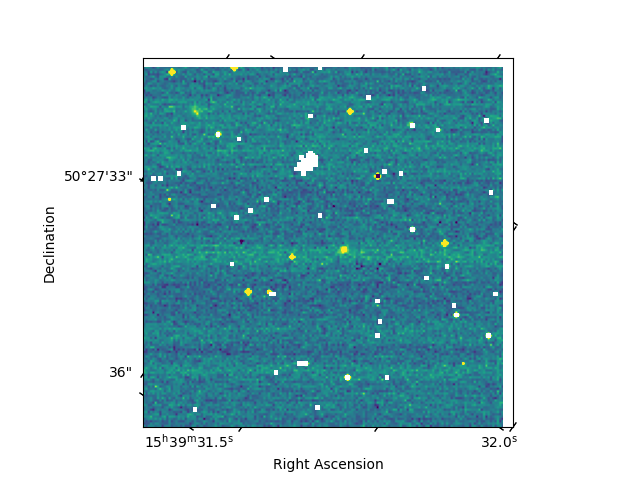 50°27'33"
Declination
36"
15ʰ39ᵐ31.5ˢ
32.0ˢ
Right Ascension